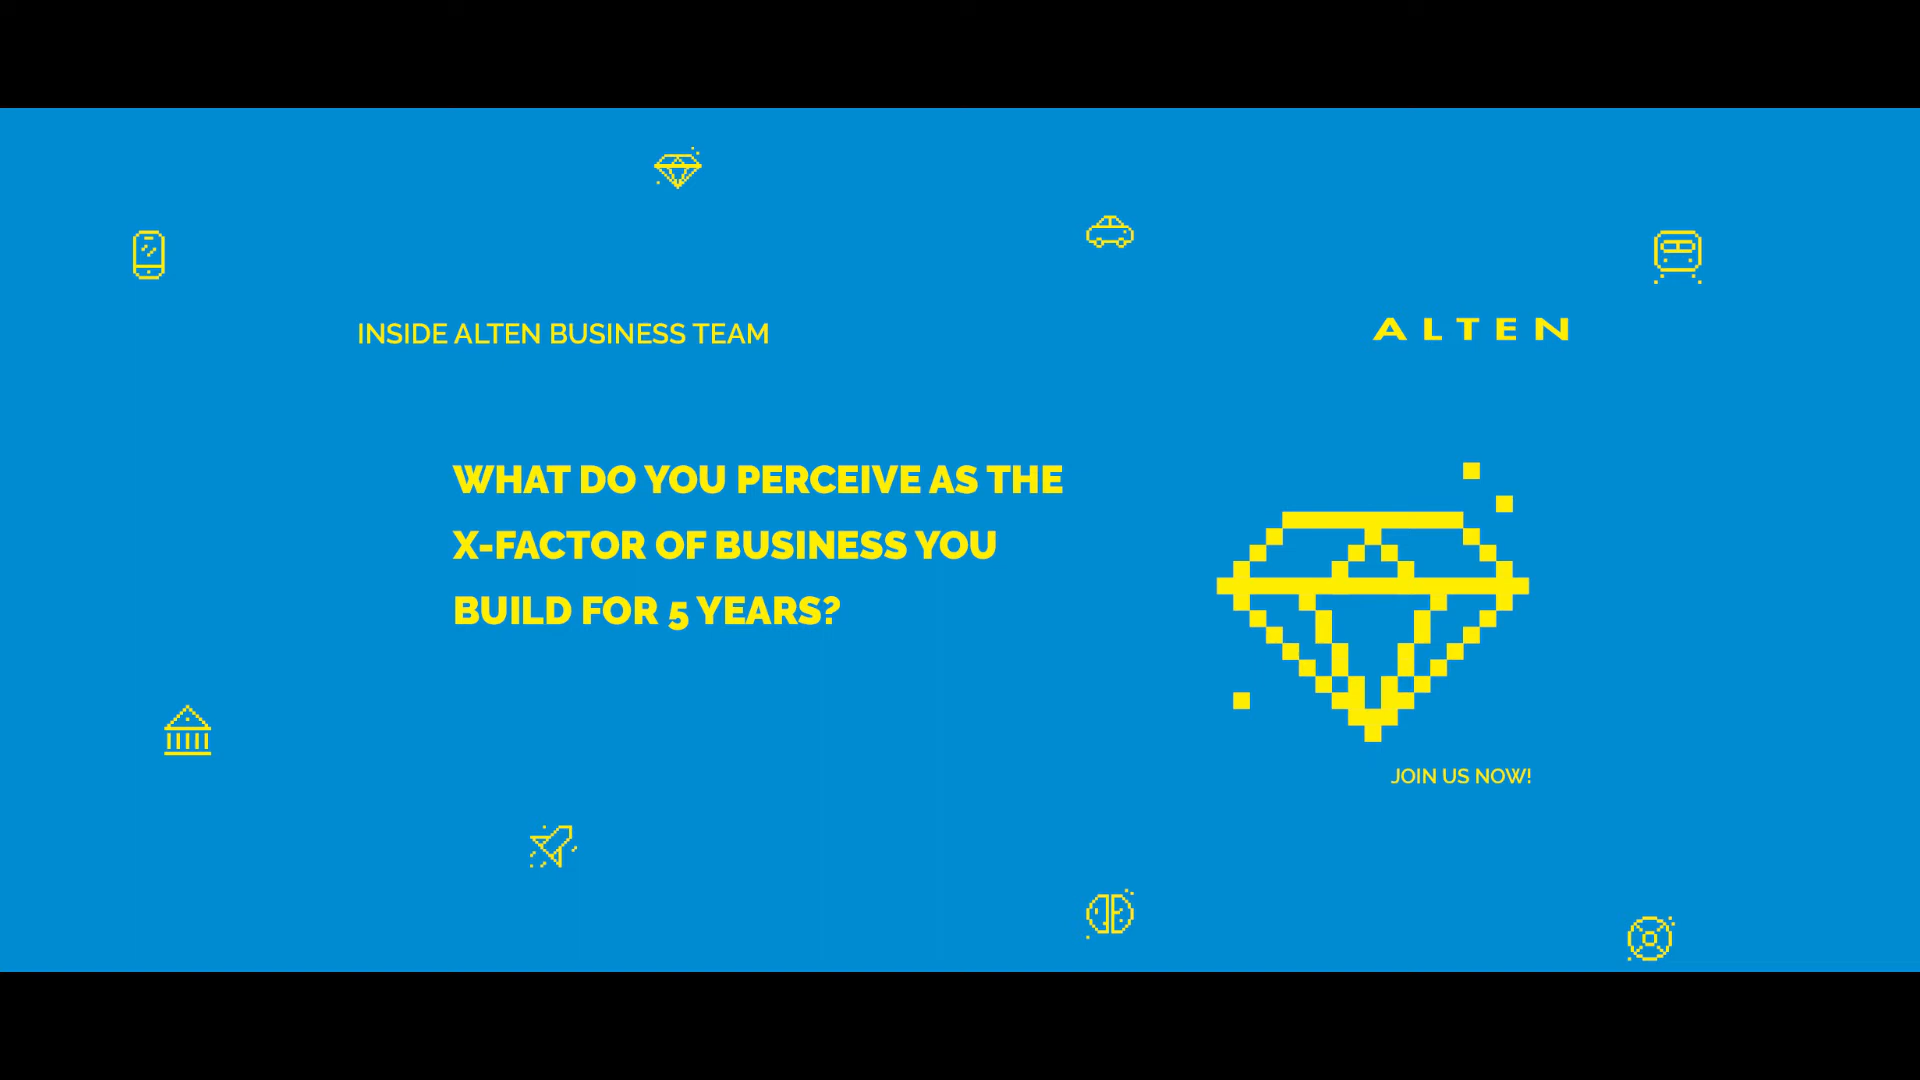 INSIDE ALTEN BUSINESS TEAM
ALTEN
WHAT DO YOU PERCEIVE AS THE
X-FACTOR OF BUSINESS YOU
BUILD FOR 5 YEARS?
JOIN US NOW!